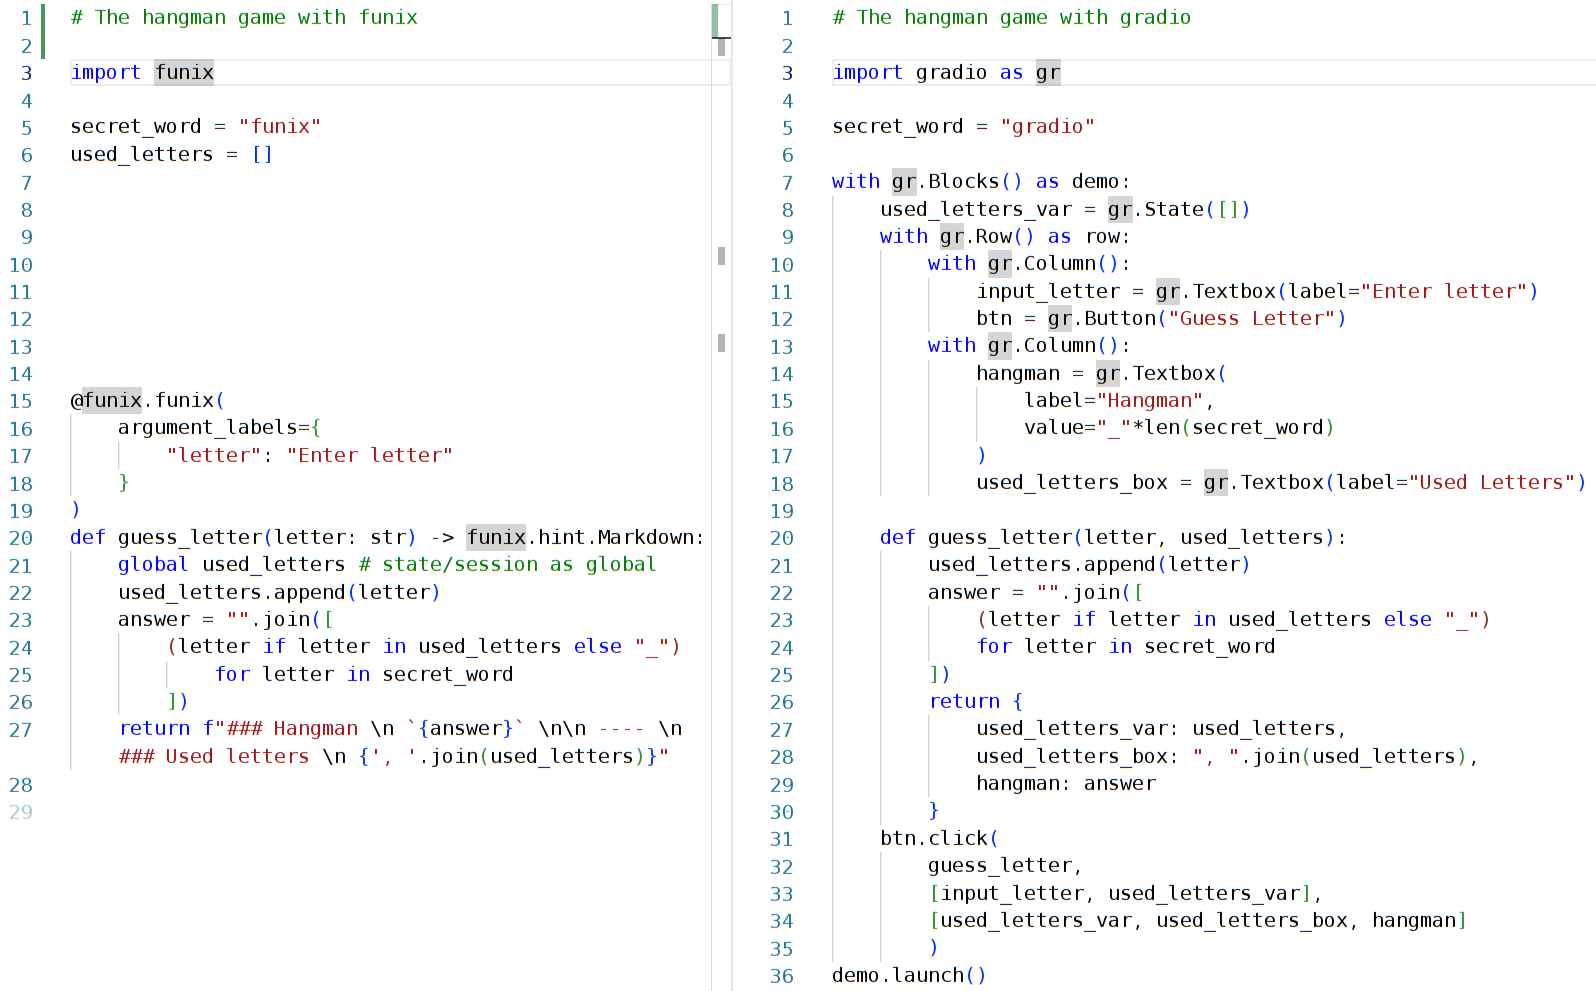 1 # The hangman game with funix
2
3 import funix
4
5 secret_word = "funix"
6 used_letters = []
7
8
9
10
11
12
13
14
15 @funix.funix(
16     argument_labels={
17         "letter": "Enter letter"
18     }
19 )
20 def guess_letter(letter: str) -> funix.hint.Markdown:
21     global used_letters # state/session as global
22     used_letters.append(letter)
23     answer = "".join([
24         (letter if letter in used_letters else "_")
25             for letter in secret_word
26         ])
27     return f"### Hangman \n `{answer}` \n\n ---- \n
    ### Used letters \n {', '.join(used_letters)}"
28
29
1 # The hangman game with gradio
2
3 import gradio as gr
4
5 secret_word = "gradio"
6
7 with gr.Blocks() as demo:
8     used_letters_var = gr.State([])
9     with gr.Row() as row:
10         with gr.Column():
11             input_letter = gr.Textbox(label="Enter letter")
12             btn = gr.Button("Guess Letter")
13         with gr.Column():
14             hangman = gr.Textbox(
15                 label="Hangman",
16                 value="_"*len(secret_word)
17             )
18             used_letters_box = gr.Textbox(label="Used Letters")
19
20     def guess_letter(letter, used_letters):
21         used_letters.append(letter)
22         answer = "".join([
23             (letter if letter in used_letters else "_")
24             for letter in secret_word
25         ])
26         return {
27             used_letters_var: used_letters,
28             used_letters_box: ", ".join(used_letters),
29             hangman: answer
30         }
31     btn.click(
32         guess_letter,
33         [input_letter, used_letters_var],
34         [used_letters_var, used_letters_box, hangman]
35         )
36 demo.launch()